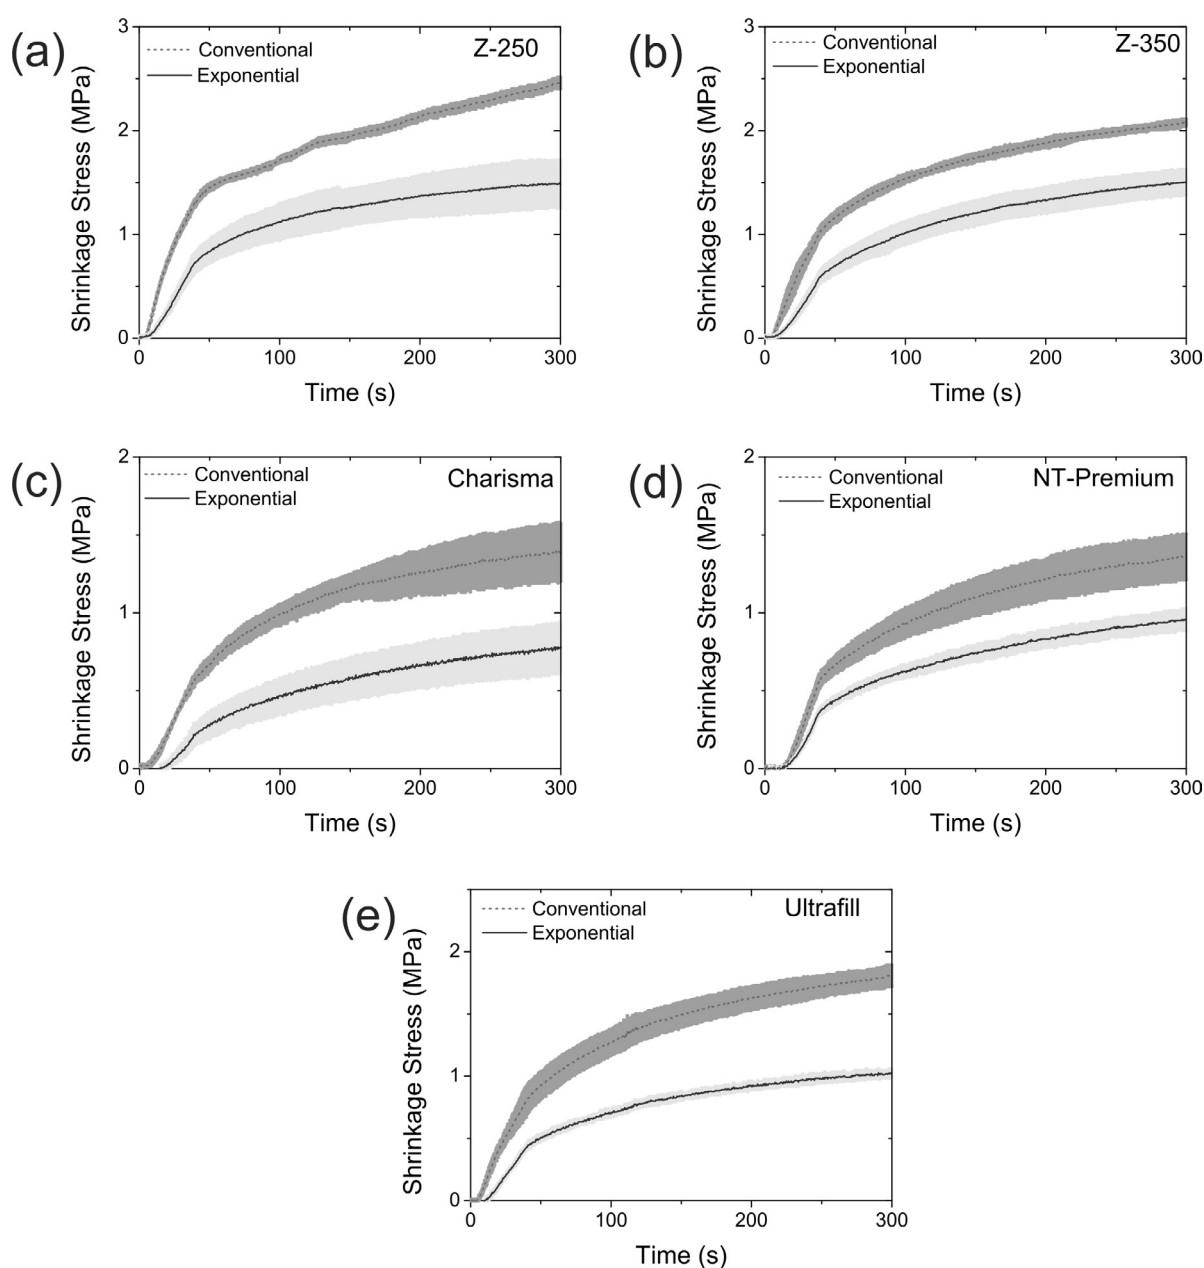 (a)
Conventional
Exponential
Z-250
Shrinkage Stress (MPa)
3
2
1
0
0 100 200 300
Time (s)
(b)
Conventional
Exponential
Z-350
Shrinkage Stress (MPa)
3
2
1
0
0 100 200 300
Time (s)
(c)
Conventional
Exponential
Charisma
Shrinkage Stress (MPa)
2
1
0
0 100 200 300
Time (s)
(d)
Conventional
Exponential
NT-Premium
Shrinkage Stress (MPa)
2
1
0
0 100 200 300
Time (s)
(e)
Conventional
Exponential
Ultrafill
Shrinkage Stress (MPa)
2
1
0
0 100 200 300
Time (s)